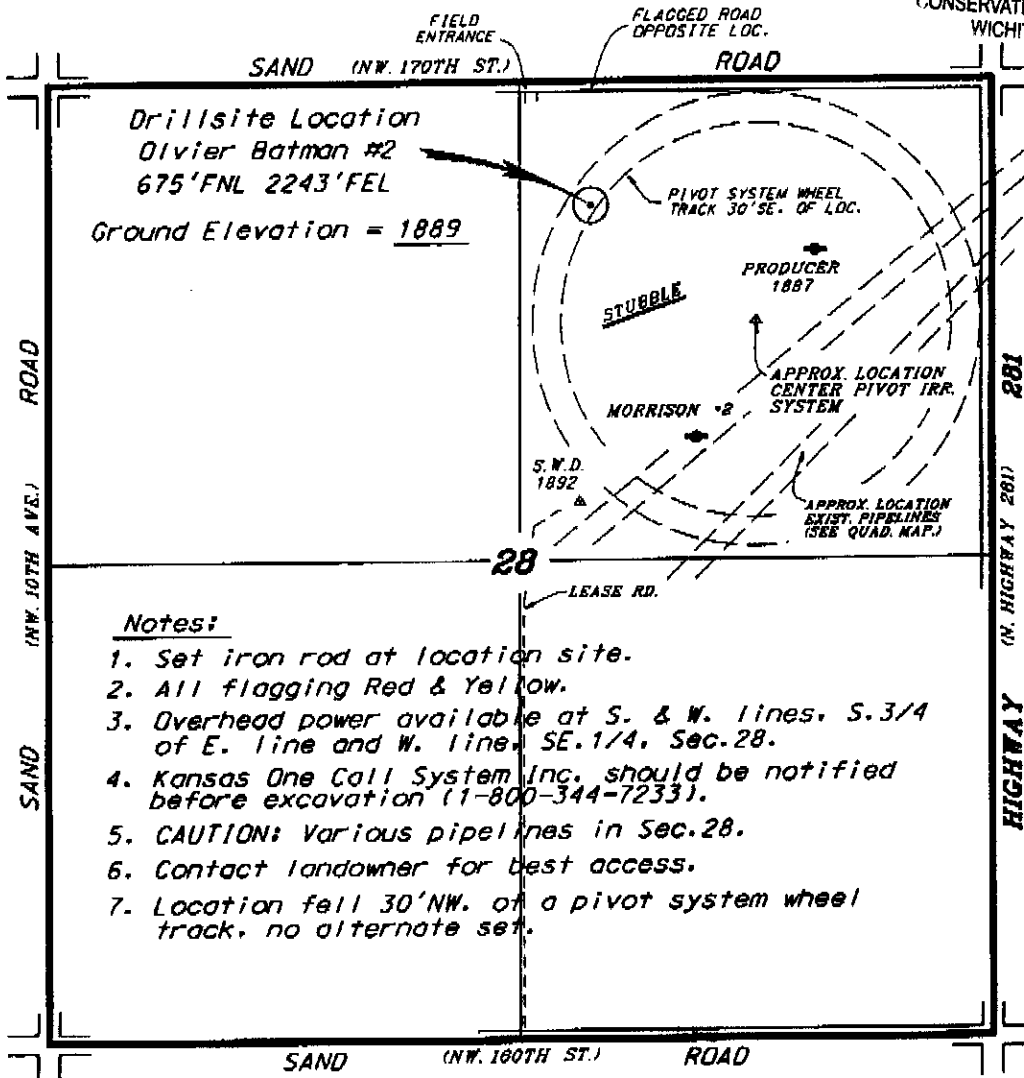 CONSERVATI
WICHI
FIELD
ENTRANCE
FLAGGED ROAD
OPPOSITE LOC.
SAND (NW. 170TH ST.) ROAD
Drillsite Location
Olvier Batman #2
675'FNL 2243'FEL
Ground Elevation = 1889
PIVOT SYSTEM WHEEL
TRACK 30'SE. OF LOC.
PRODUCER
1887
STUBBLE
APPROX. LOCATION
CENTER PIVOT IRR.
SYSTEM
MORRISON #2
S.W.D.
1892
APPROX. LOCATION
EXIST. PIPELINES
(SEE QUAD. MAP.)
28
LEASE RD.
SAND (NW. 10TH AVE.) ROAD
HIGHWAY (N. HIGHWAY 281) 281
Notes:
1. Set iron rod at location site.
2. All flagging Red & Yellow.
3. Overhead power available at S. & W. lines, S.3/4
of E. line and W. line, SE.1/4, Sec.28.
4. Kansas One Call System Inc. should be notified
before excavation (1-800-344-7233).
5. CAUTION: Various pipelines in Sec.28.
6. Contact landowner for best access.
7. Location fell 30'NW. of a pivot system wheel
track, no alternate set.
SAND (NW. 160TH ST.) ROAD